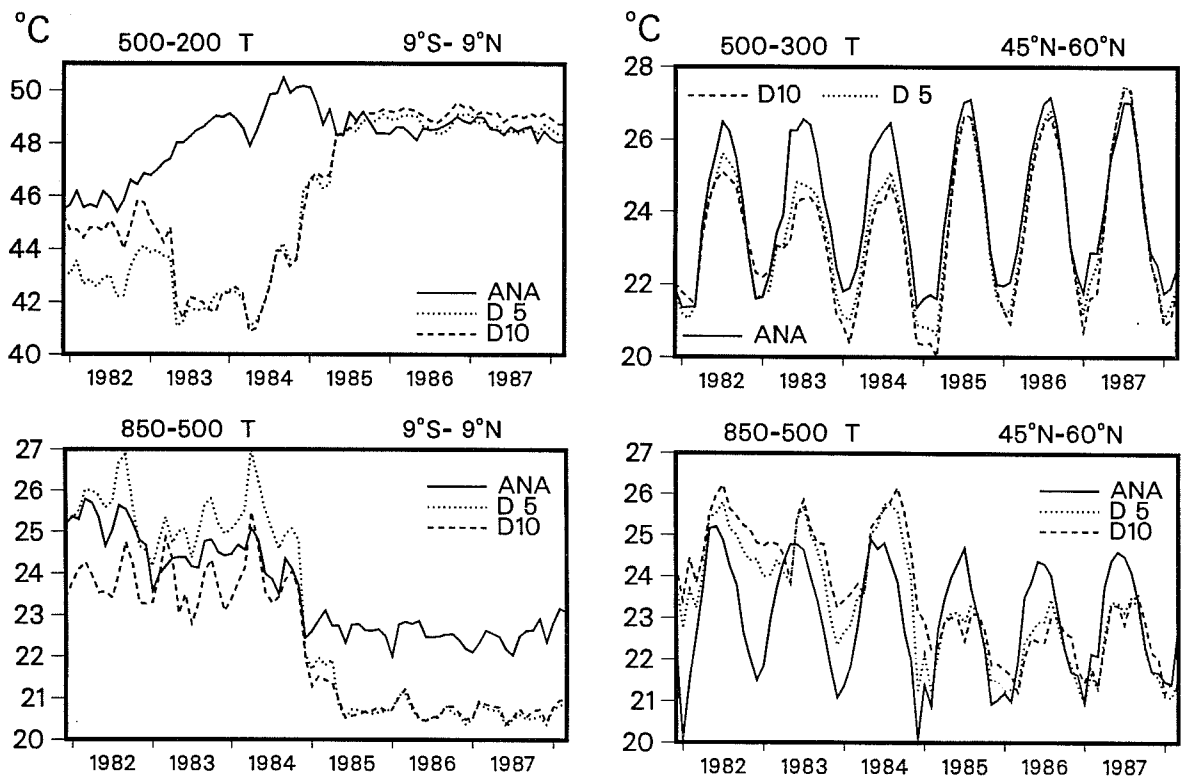 °C
500-200 T 9°S- 9°N
50
48
46
44
42
40
ANA
D 5
D10
1982 1983 1984 1985 1986 1987
°C
500-300 T 45°N-60°N
28
26
24
22
20
D10 D 5
ANA
1982 1983 1984 1985 1986 1987
850-500 T 9°S- 9°N
27
26
25
24
23
22
21
20
ANA
D 5
D10
1982 1983 1984 1985 1986 1987
850-500 T 45°N-60°N
27
26
25
24
23
22
21
20
ANA
D 5
D10
1982 1983 1984 1985 1986 1987